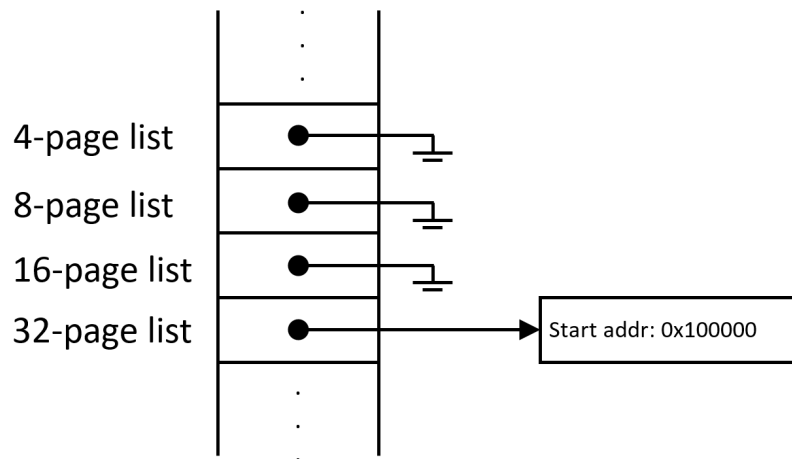 4-page list
8-page list
16-page list
32-page list
Start addr: 0x100000